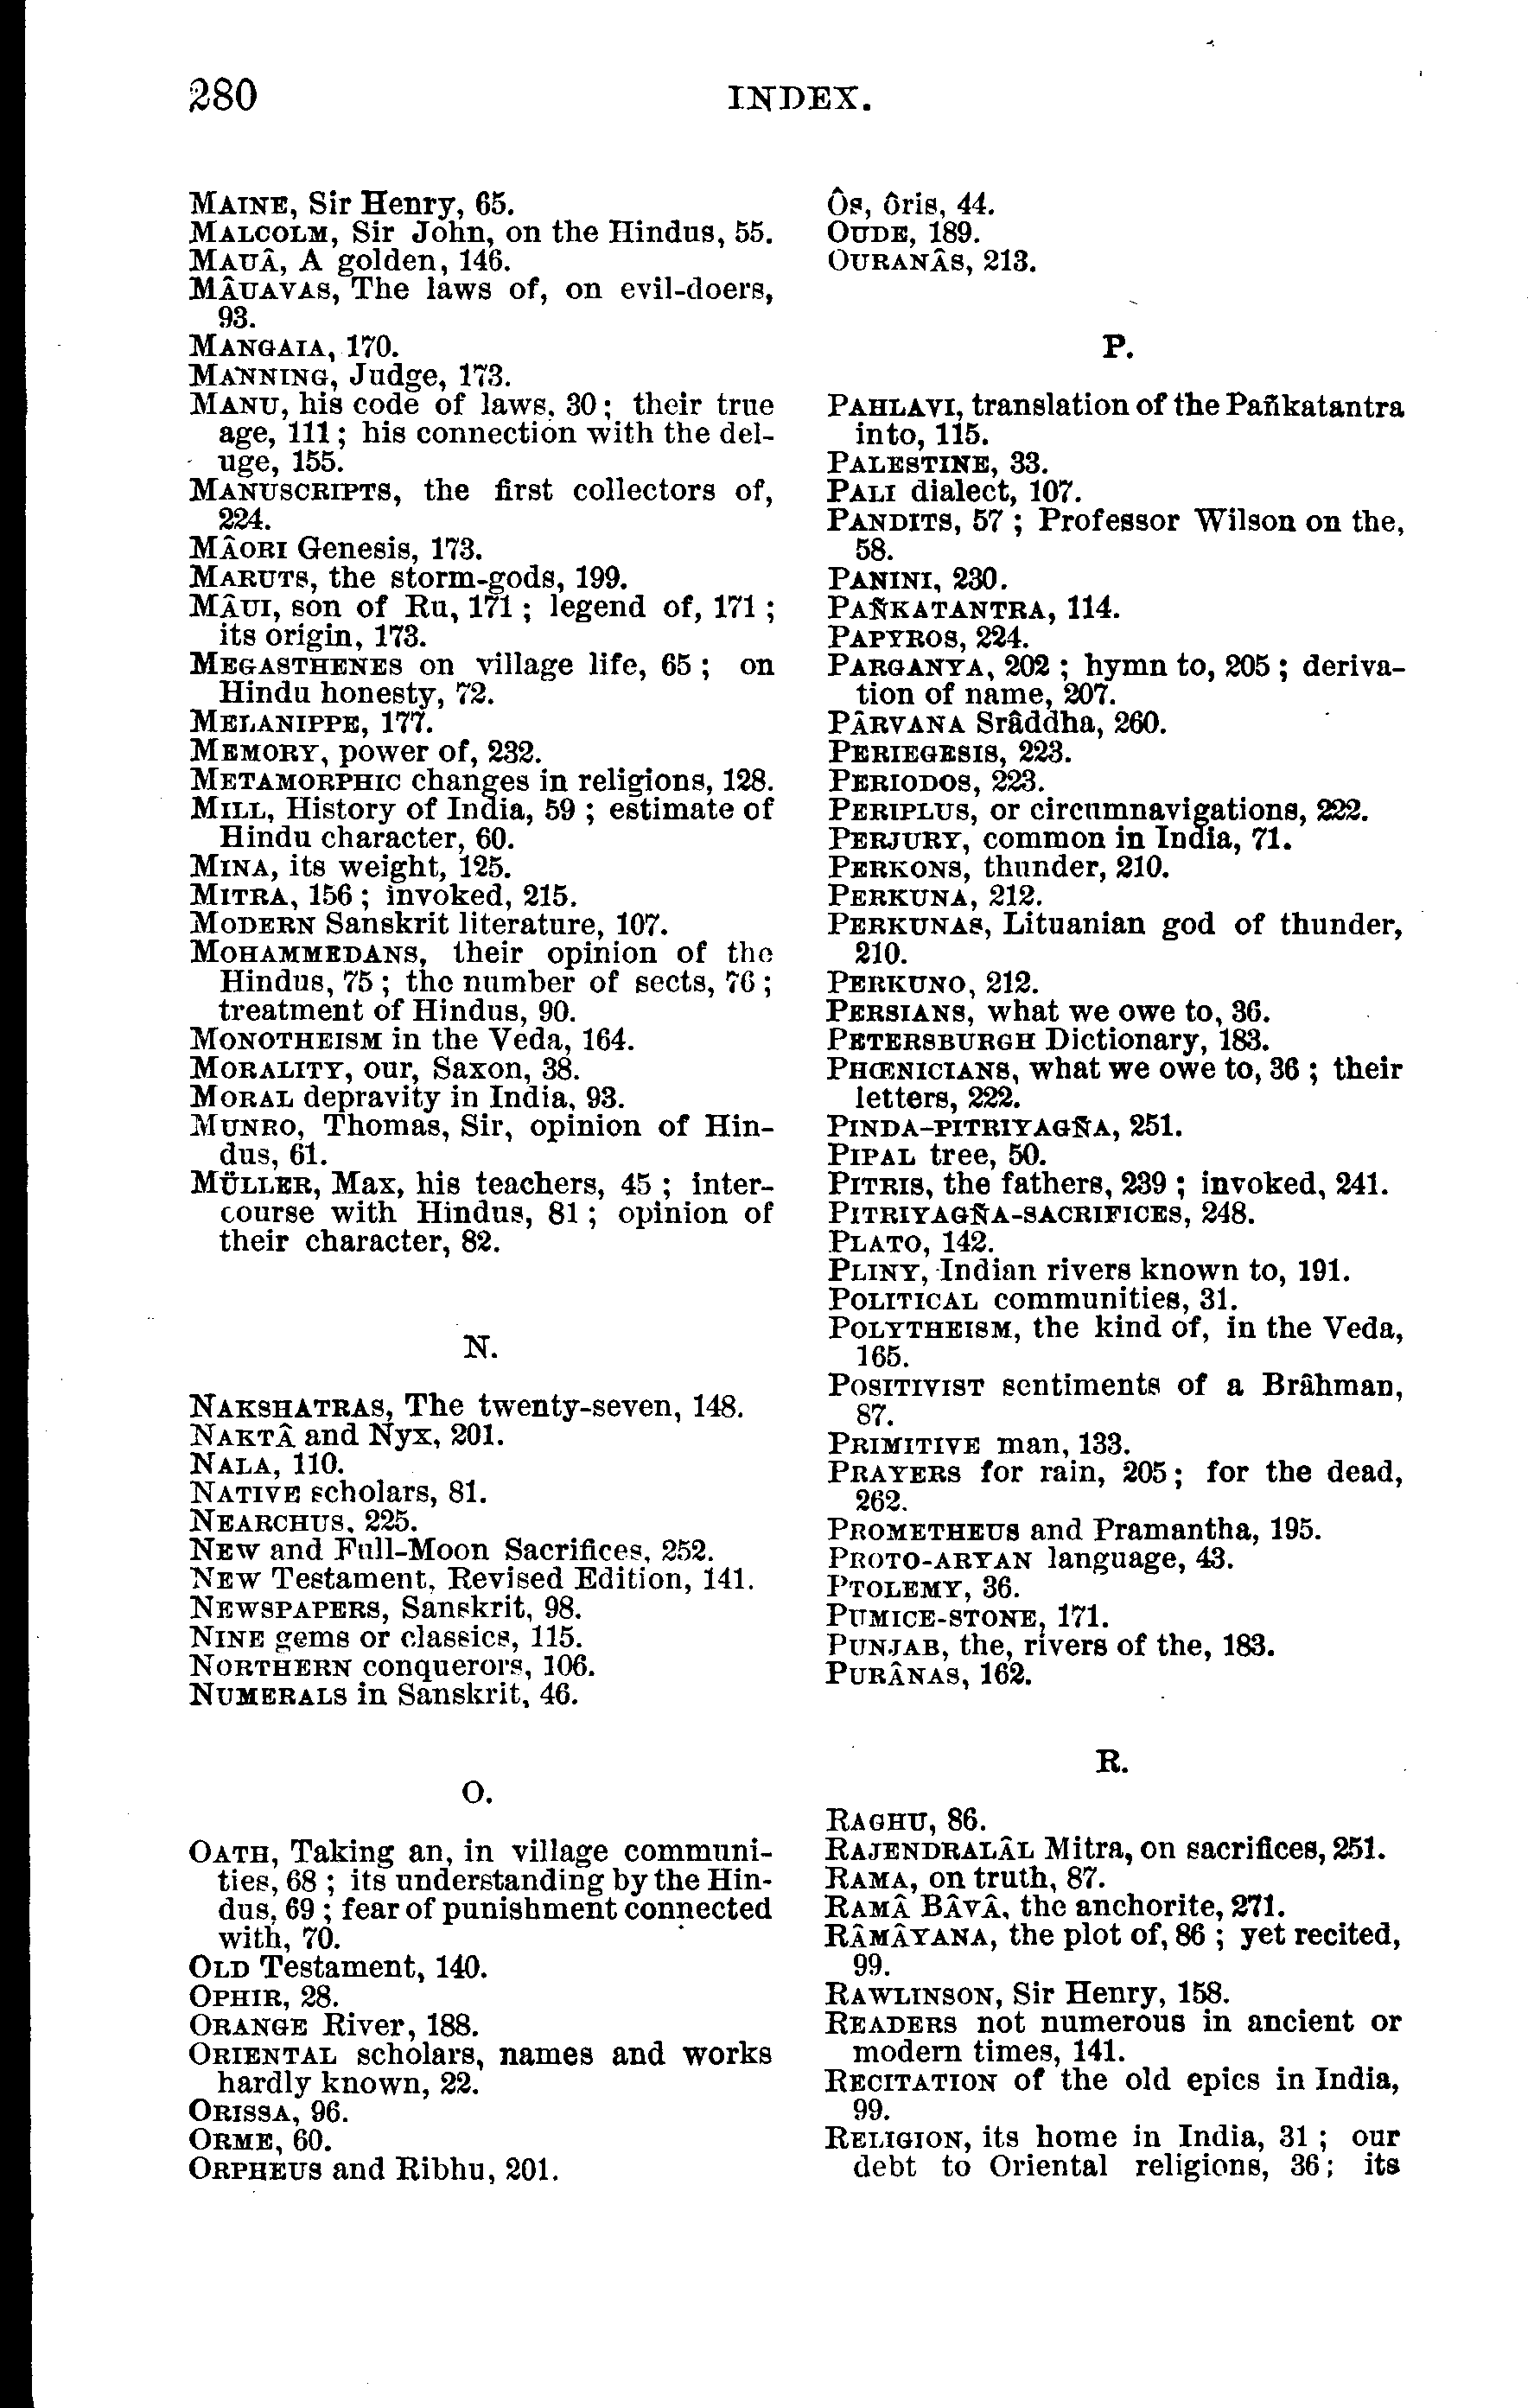 280
INDEX.
MAINE, Sir Henry, 65.
MALCOLM, Sir John, on the Hindus, 55.
MAUÂ, A golden, 146.
MÂUAVAS, The laws of, on evil-doers,
93.
MANGAIA, 170.
MANNING, Judge, 173.
MANU, his code of laws, 30; their true
age, 111; his connection with the del-
uge, 155.
MANUSCRIPTS, the first collectors of,
224.
MÂORI Genesis, 173.
MARUTS, the storm-gods, 199.
MÂUI, son of Ru, 171; legend of, 171;
its origin, 173.
MEGASTHENES on village life, 65; on
Hindu honesty, 72.
MELANIPPE, 177.
MEMORY, power of, 232.
METAMORPHIC changes in religions, 128.
MILL, History of India, 59; estimate of
Hindu character, 60.
MINA, its weight, 125.
MITRA, 156; invoked, 215.
MODERN Sanskrit literature, 107.
MOHAMMEDANS, their opinion of the
Hindus, 75; the number of sects, 76;
treatment of Hindus, 90.
MONOTHEISM in the Veda, 164.
MORALITY, our, Saxon, 38.
MORAL depravity in India, 93.
MUNRO, Thomas, Sir, opinion of Hin-
dus, 61.
MÜLLER, Max, his teachers, 45; inter-
course with Hindus, 81; opinion of
their character, 82.
N.
NAKSHATRAS, The twenty-seven, 148.
NAKTÂ and Nyx, 201.
NALA, 110.
NATIVE scholars, 81.
NEARCHUS, 225.
NEW and Full-Moon Sacrifices, 252.
NEW Testament, Revised Edition, 141.
NEWSPAPERS, Sanskrit, 98.
NINE gems or classics, 115.
NORTHERN conquerors, 106.
NUMERALS in Sanskrit, 46.
O.
OATH, Taking an, in village communi-
ties, 68; its understanding by the Hin-
dus, 69; fear of punishment connected
with, 70.
OLD Testament, 140.
OPHIR, 28.
ORANGE River, 188.
ORIENTAL scholars, names and works
hardly known, 22.
ORISSA, 96.
ORME, 60.
ORPHEUS and Ribhu, 201.
Ôs, ôris, 44.
OUDE, 189.
OURANÂS, 213.
P.
PAHLAVI, translation of the Pañkatantra
into, 115.
PALESTINE, 33.
PALI dialect, 107.
PANDITS, 57; Professor Wilson on the,
58.
PANINI, 230.
PAÑKATANTRA, 114.
PAPYROS, 224.
PARGANYA, 202; hymn to, 205; deriva-
tion of name, 207.
PÂRVANA Srâddha, 260.
PERIEGESIS, 223.
PERIODOS, 223.
PERIPLUS, or circumnavigations, 222.
PERJURY, common in India, 71.
PERKONS, thunder, 210.
PERKUNA, 212.
PERKUNAS, Lituanian god of thunder,
210.
PERKUNO, 212.
PERSIANS, what we owe to, 36.
PETERSBURGH Dictionary, 183.
PHŒNICIANS, what we owe to, 36; their
letters, 222.
PINDA-PITRIYAGÑA, 251.
PIPAL tree, 50.
PITRIS, the fathers, 239; invoked, 241.
PITRIYAGÑA-SACRIFICES, 248.
PLATO, 142.
PLINY, Indian rivers known to, 191.
POLITICAL communities, 31.
POLYTHEISM, the kind of, in the Veda,
165.
POSITIVIST sentiments of a Brâhman,
87.
PRIMITIVE man, 133.
PRAYERS for rain, 205; for the dead,
262.
PROMETHEUS and Pramantha, 195.
PROTO-ARYAN language, 43.
PTOLEMY, 36.
PUMICE-STONE, 171.
PUNJAB, the, rivers of the, 183.
PURÂNAS, 162.
R.
RAGHU, 86.
RAJENDRALÂL Mitra, on sacrifices, 251.
RAMA, on truth, 87.
RAMÂ BÂVÂ, the anchorite, 271.
RÂMÂYANA, the plot of, 86; yet recited,
99.
RAWLINSON, Sir Henry, 158.
READERS not numerous in ancient or
modern times, 141.
RECITATION of the old epics in India,
99.
RELIGION, its home in India, 31; our
debt to Oriental religions, 36; its